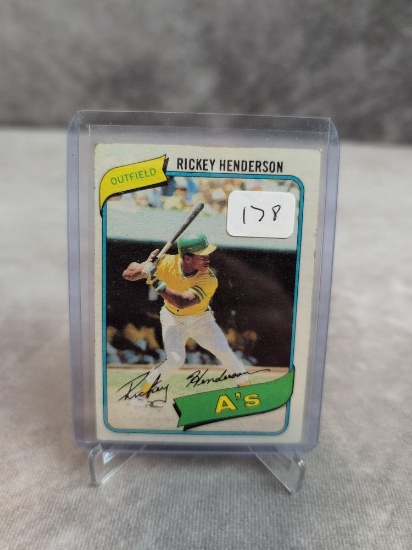 OUTFIELD
RICKEY HENDERSON
178
Rickey Henderson
A's